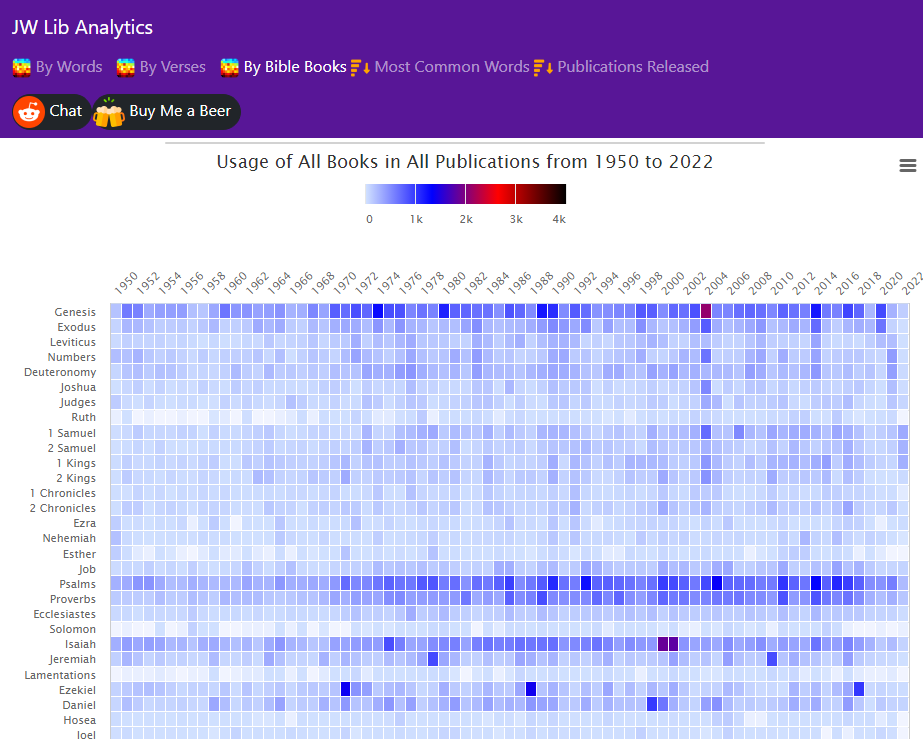 JW Lib Analytics
By Words By Verses By Bible Books Most Common Words Publications Released
Chat Buy Me a Beer
Usage of All Books in All Publications from 1950 to 2022
0 1k 2k 3k 4k
1950 1952 1954 1956 1958 1960 1962 1964 1966 1968 1970 1972 1974 1976 1978 1980 1982 1984 1986 1988 1990 1992 1994 1996 1998 2000 2002 2004 2006 2008 2010 2012 2014 2016 2018 2020 2022
Genesis
Exodus
Leviticus
Numbers
Deuteronomy
Joshua
Judges
Ruth
1 Samuel
2 Samuel
1 Kings
2 Kings
1 Chronicles
2 Chronicles
Ezra
Nehemiah
Esther
Job
Psalms
Proverbs
Ecclesiastes
Solomon
Isaiah
Jeremiah
Lamentations
Ezekiel
Daniel
Hosea
Joel